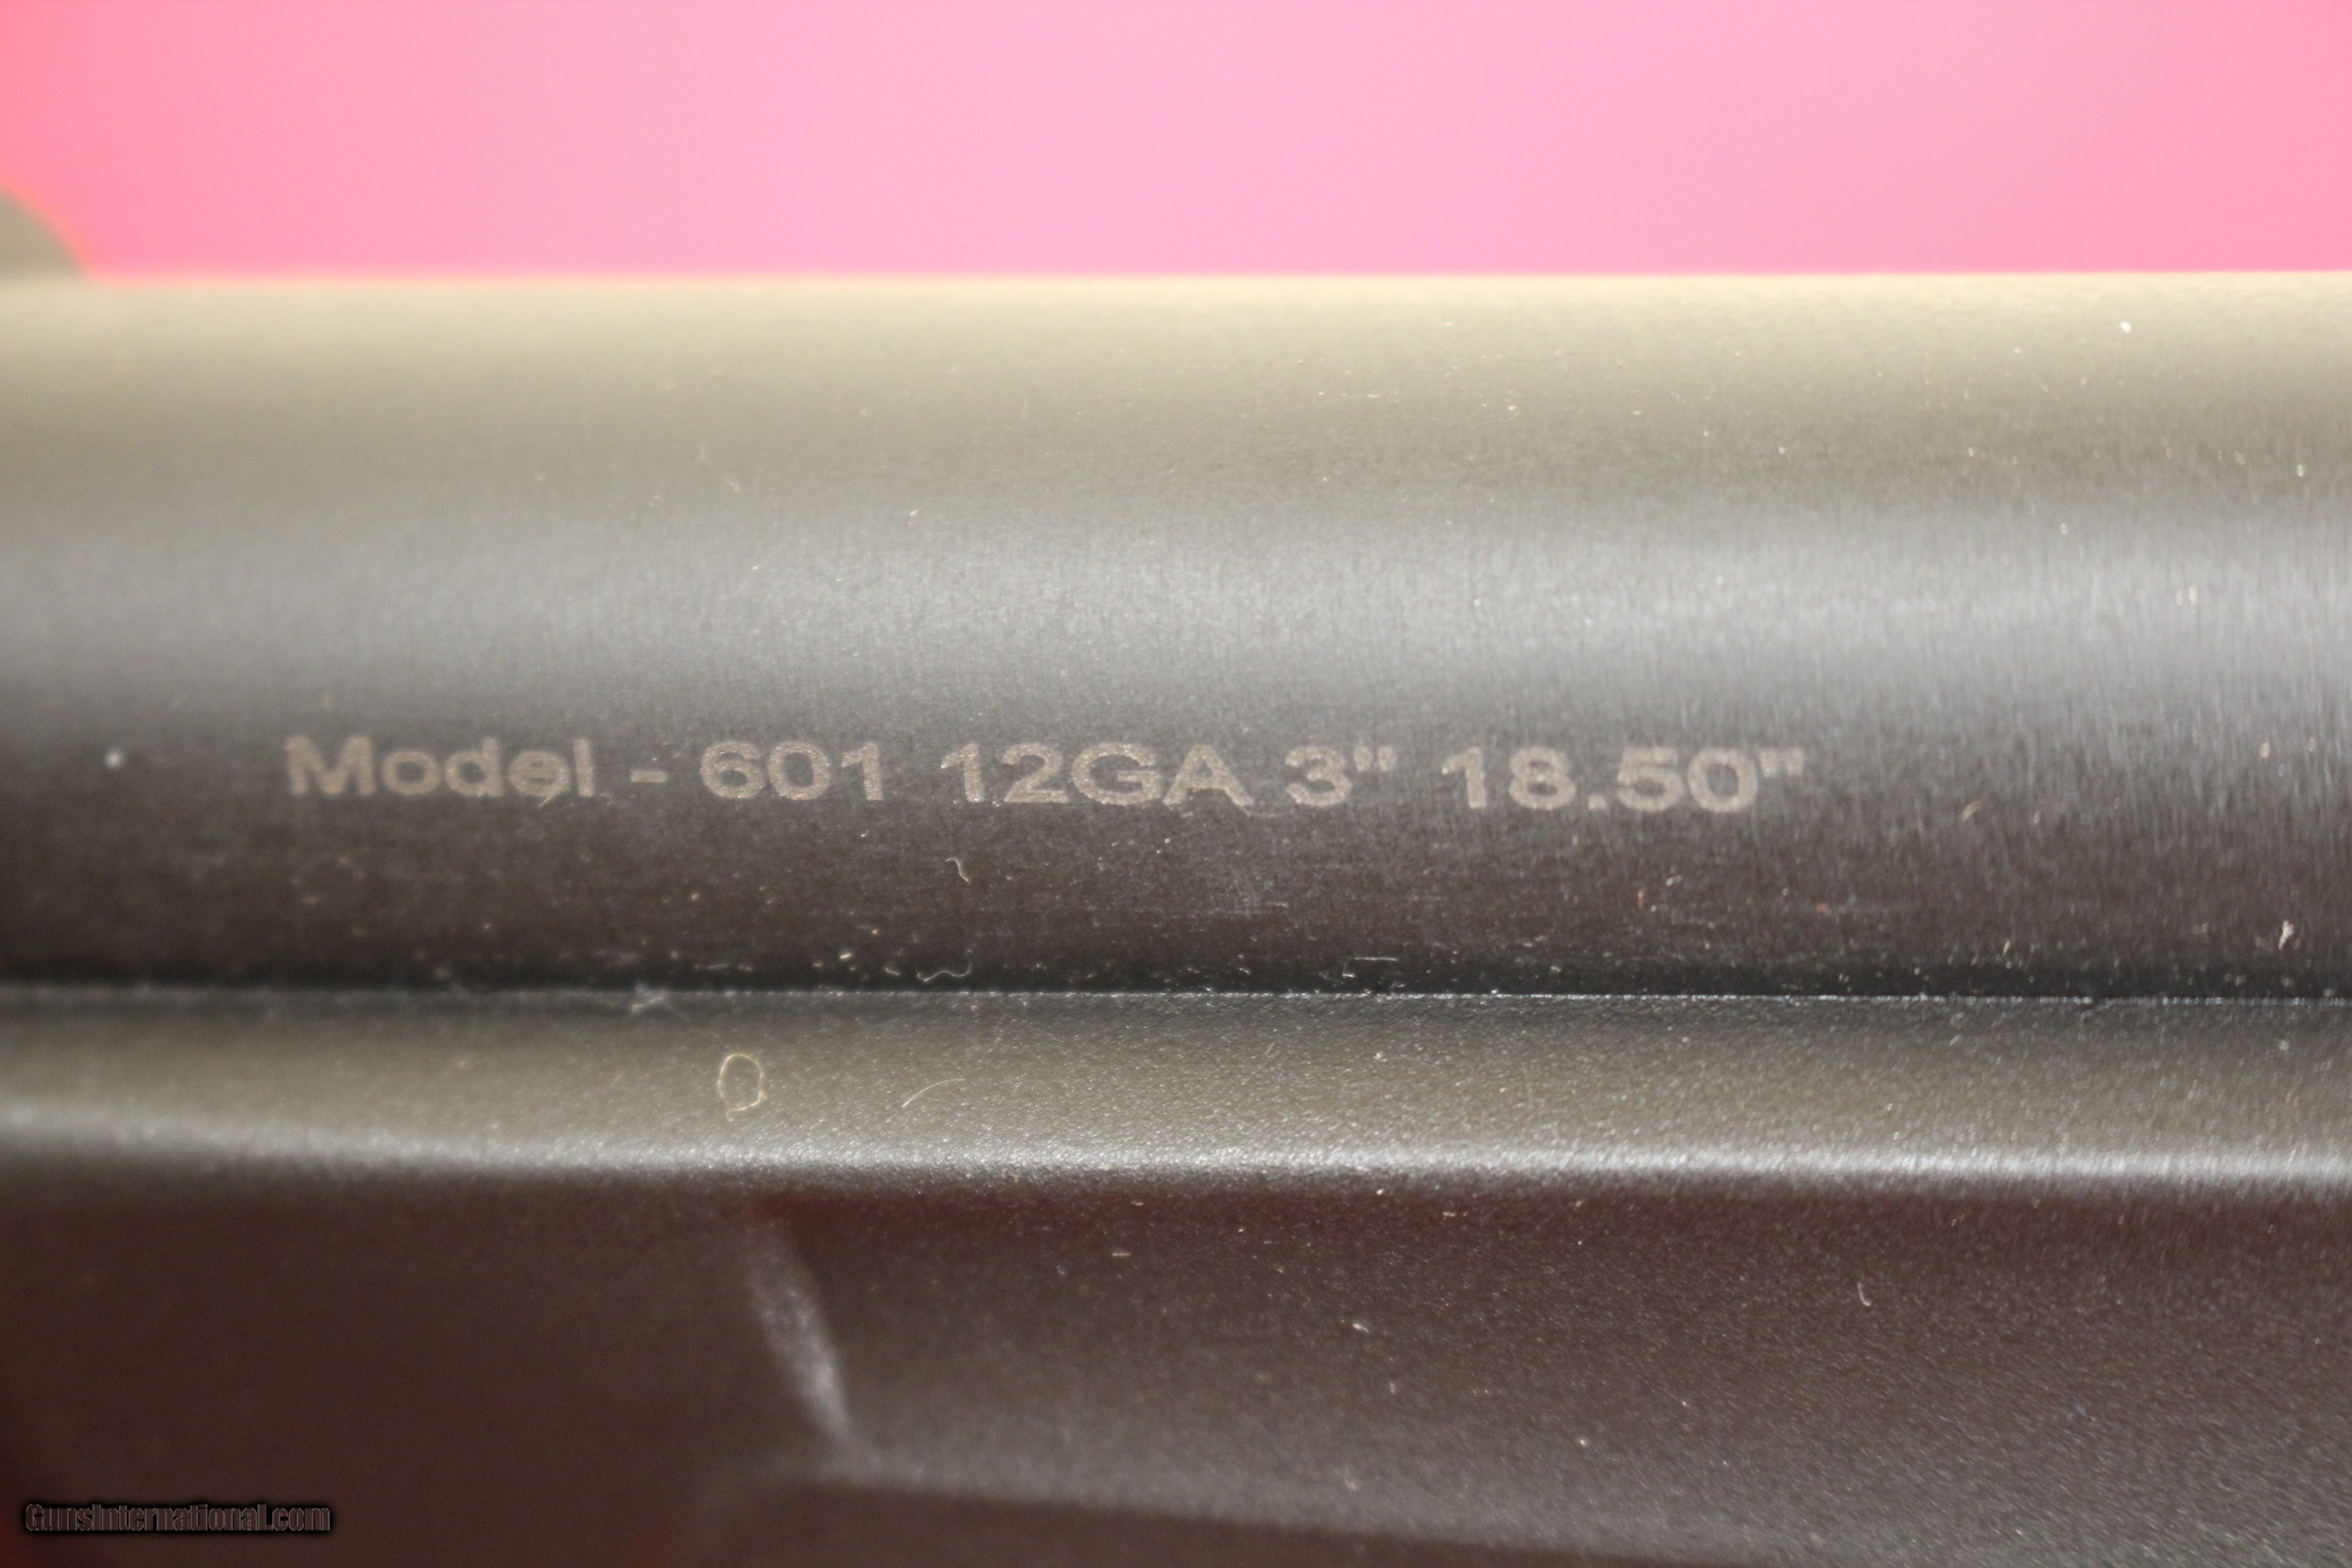 Model - 601 12GA 3" 18.50"
GunsInternational.com